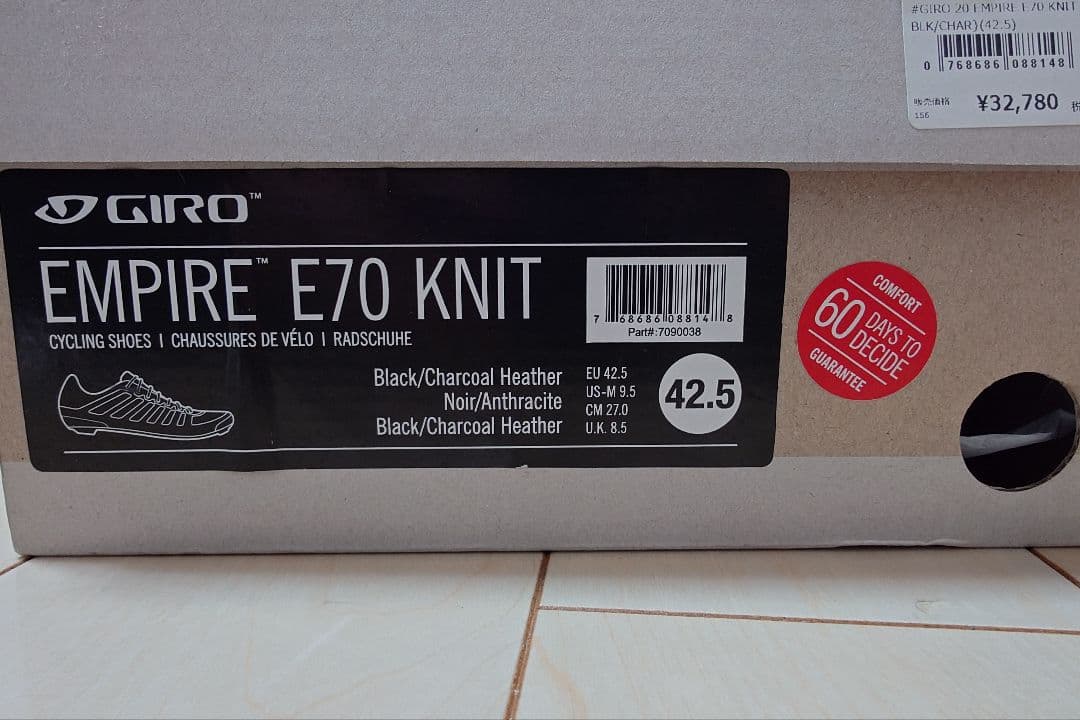 #GIRO 20 EMPIRE E70 KNIT
BLK/CHAR}(42.5)
0 768686 088148
販売価格 ¥32,780 税
156
GIRO™
EMPIRE™ E70 KNIT
CYCLING SHOES | CHAUSSURES DE VÉLO | RADSCHUHE
7 68686 08814 8
Part#:7090038
Black/Charcoal Heather
Noir/Anthracite
Black/Charcoal Heather
EU 42.5
US-M 9.5
CM 27.0
U.K. 8.5
42.5
COMFORT
60 DAYS TO
DECIDE
GUARANTEE